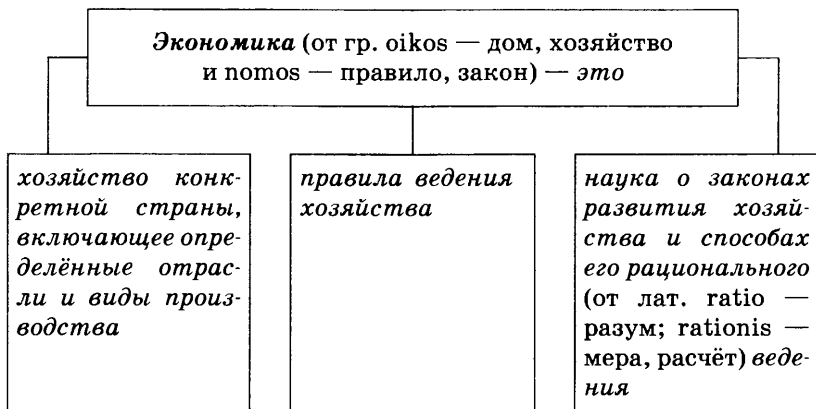 Экономика (от гр. oikos — дом, хозяйство
и nomos — правило, закон) — это
хозяйство конк-
ретной страны,
включающее опре-
делённые отрас-
ли и виды произ-
водства
правила ведения
хозяйства
наука о законах
развития хозяй-
ства и способах
его рационального
(от лат. ratio —
разум; rationis —
мера, расчёт) веде-
ния